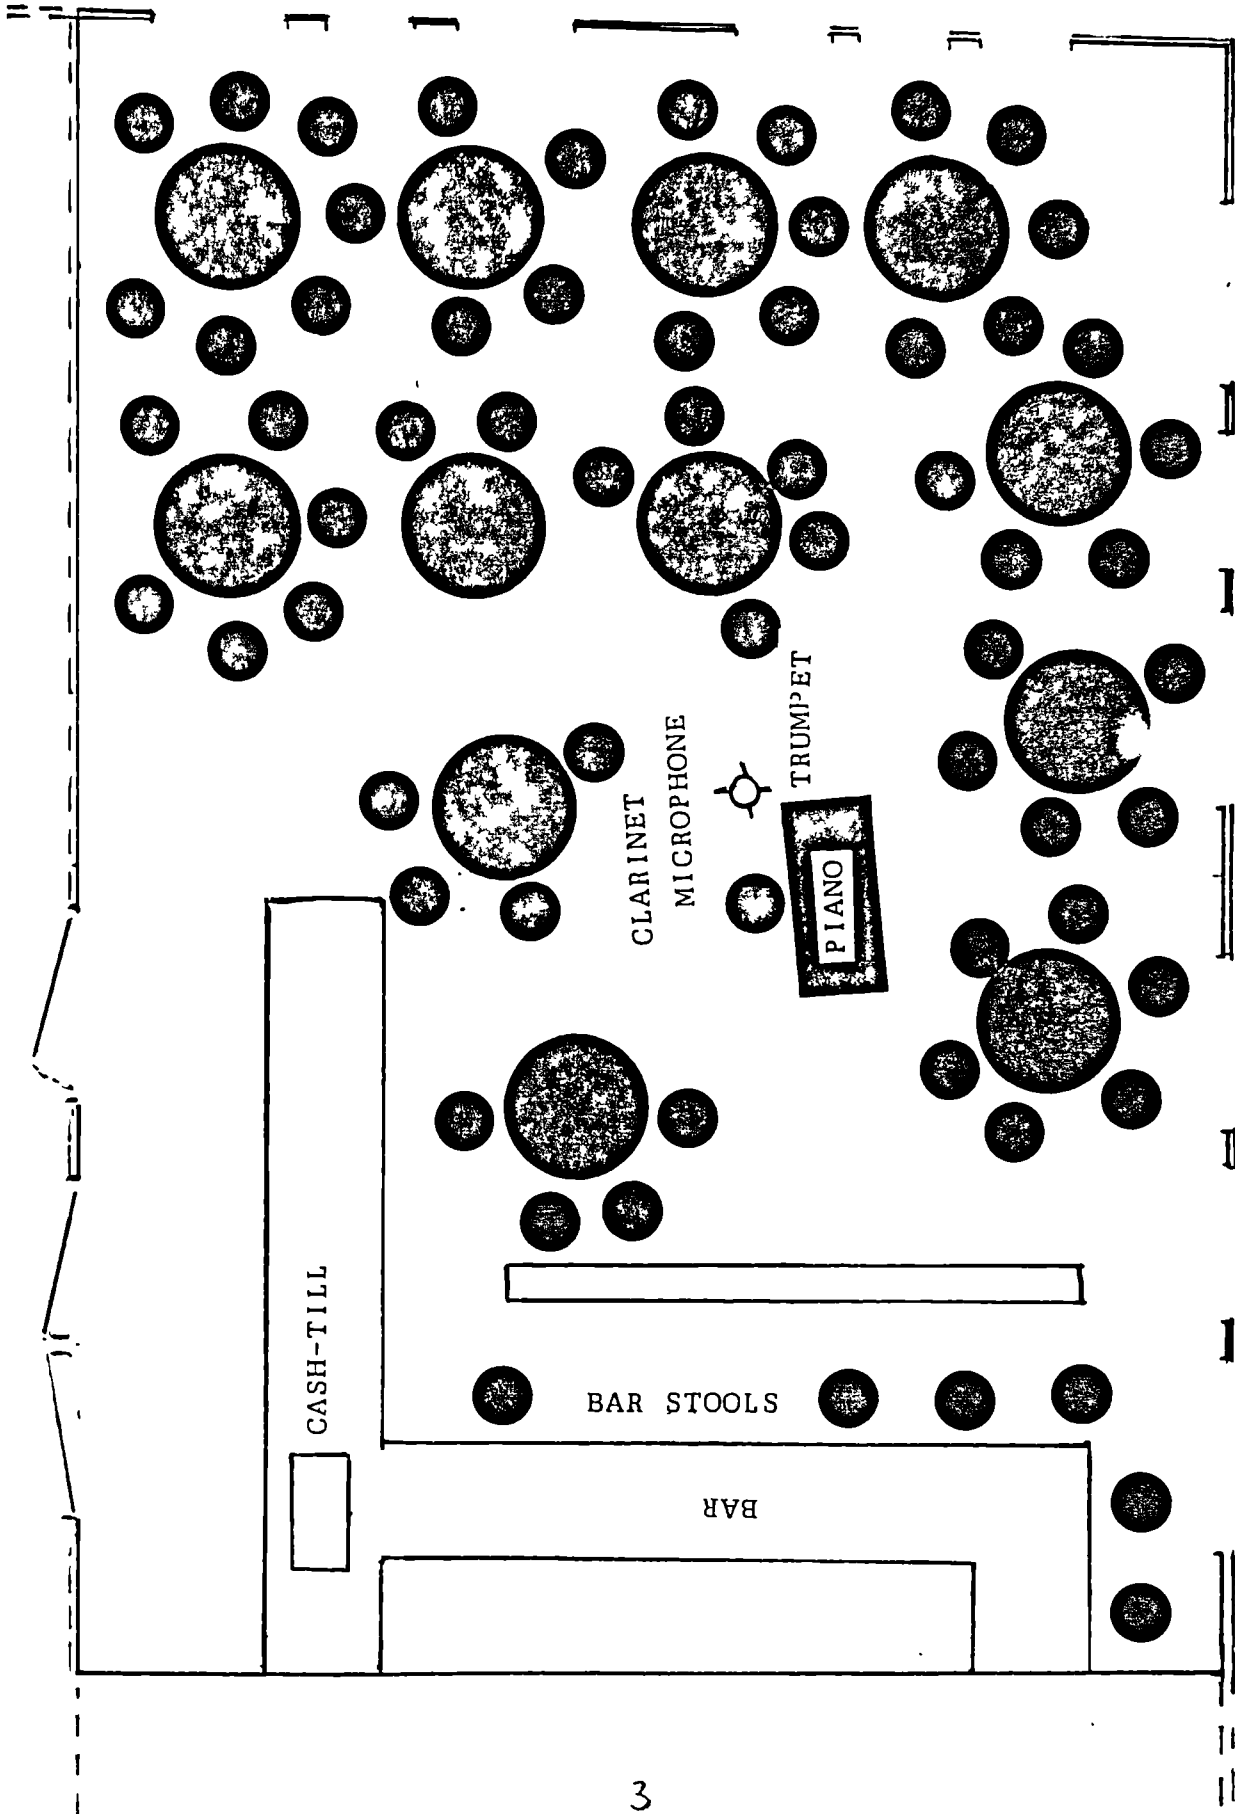 CLARINET
MICROPHONE
TRUMPET
PIANO
CASH-TILL
BAR STOOLS
BAR
3